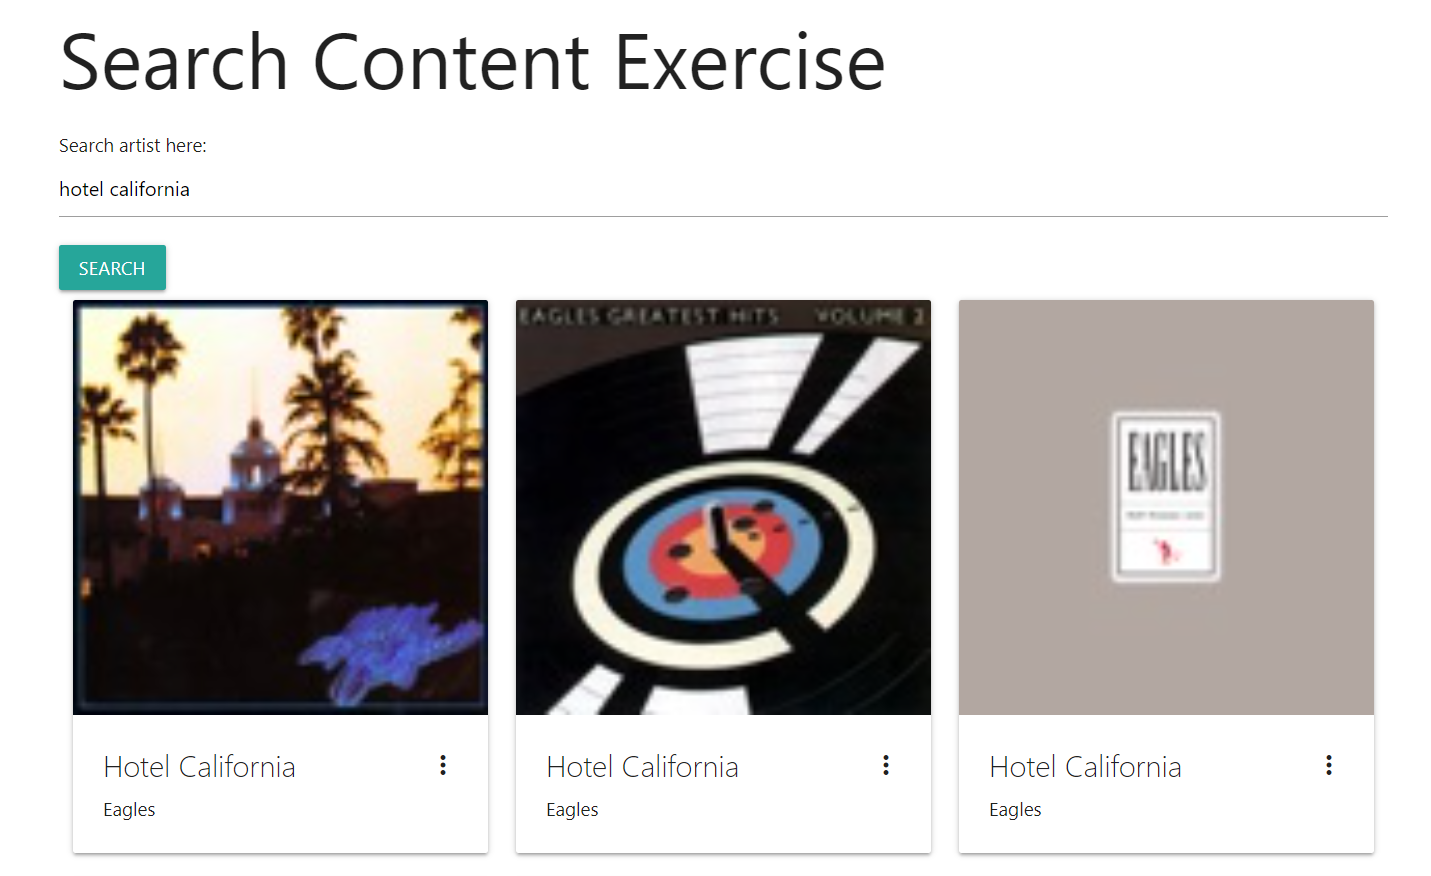 Search Content Exercise
Search artist here:
hotel california
SEARCH
EAGLES GREATEST HITS VOLUME 2
EAGLES
Hotel California
Eagles
Hotel California
Eagles
Hotel California
Eagles